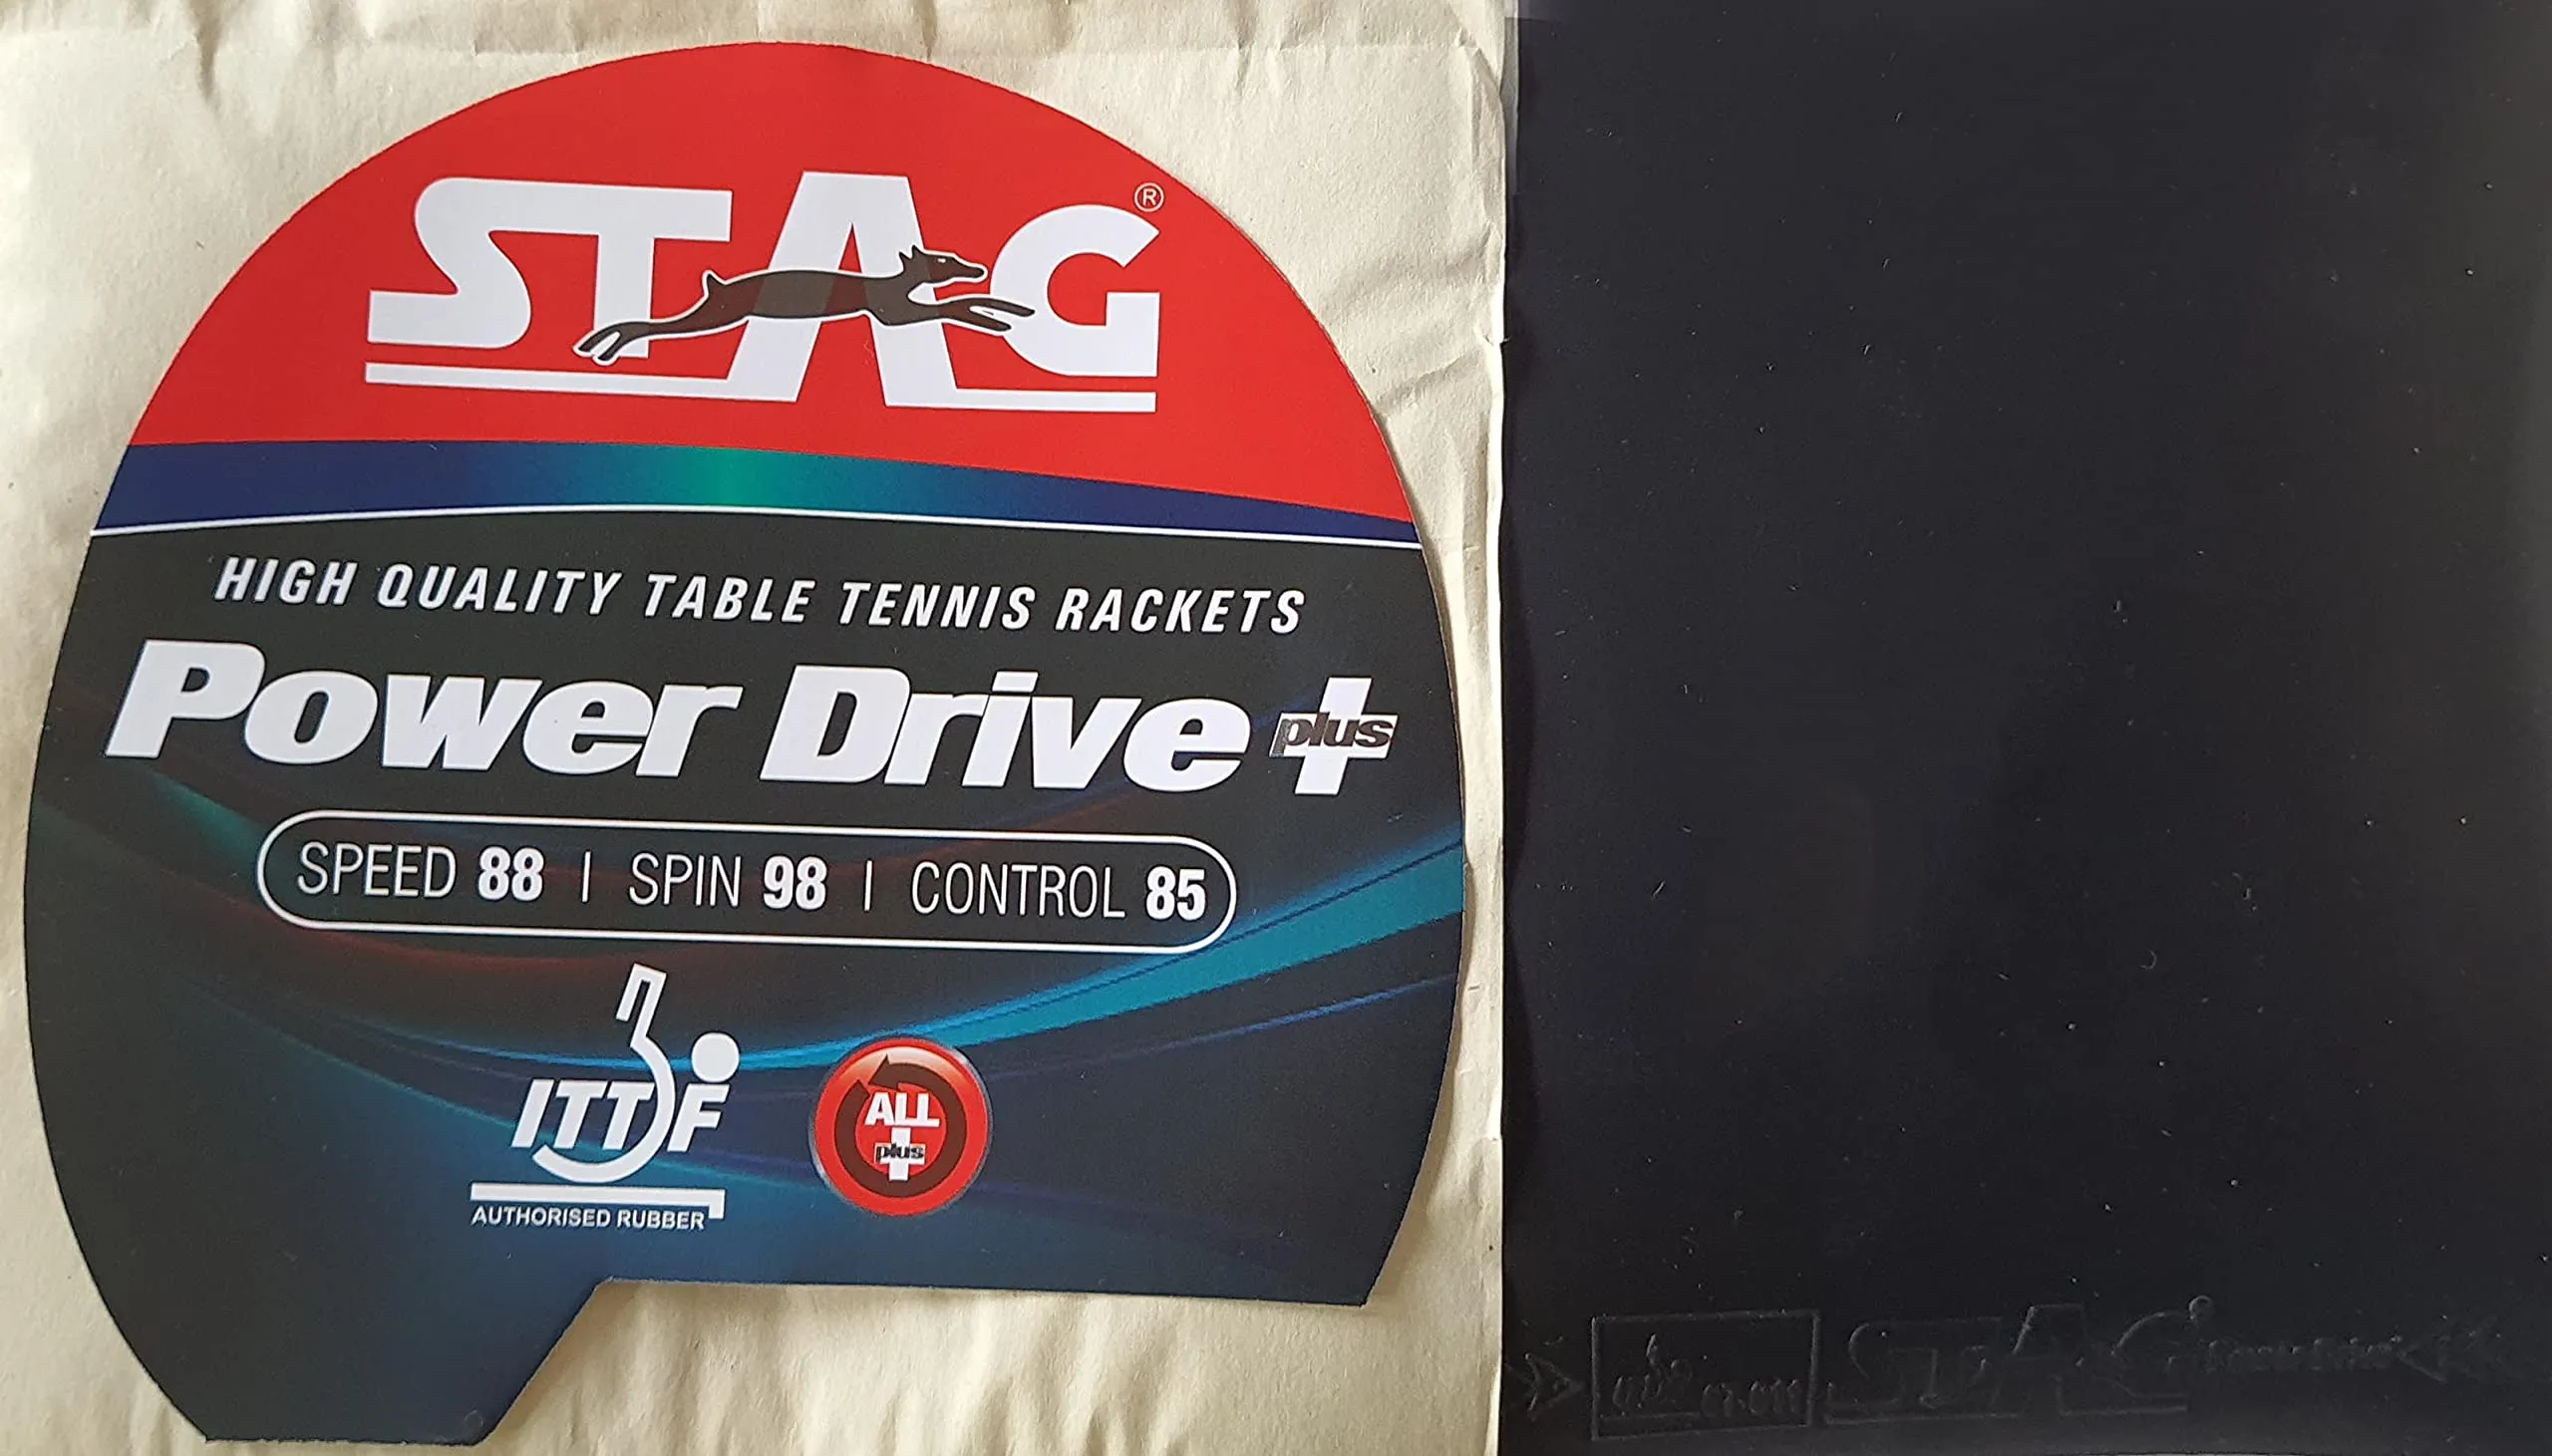 STAG®
HIGH QUALITY TABLE TENNIS RACKETS
Power Drive+
plus
SPEED 88 | SPIN 98 | CONTROL 85
ITTF
AUTHORISED RUBBER
ALL
plus
STAG